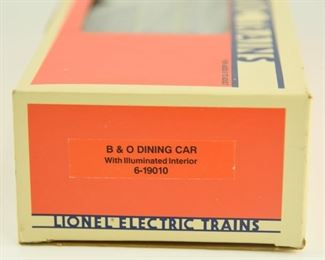 B & O DINING CAR
With Illuminated Interior
6-19010
LIONEL ELECTRIC TRAINS